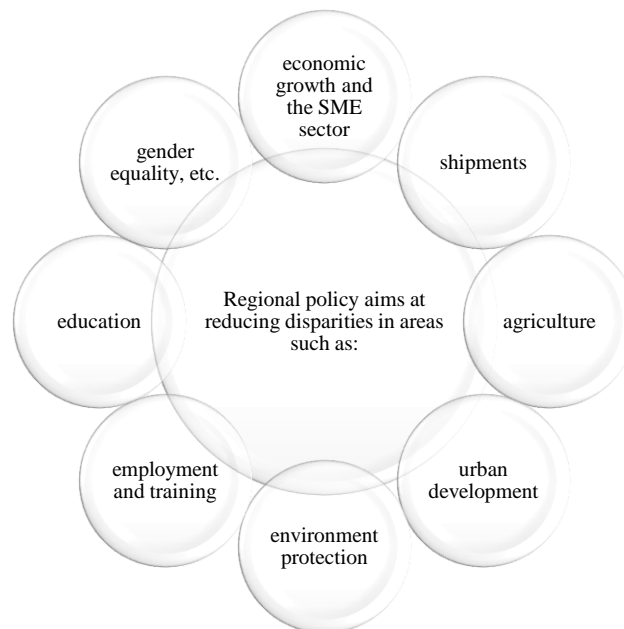 economic
growth and
the SME
sector
shipments
agriculture
urban
development
environment
protection
employment
and training
education
gender
equality, etc.
Regional policy aims at
reducing disparities in areas
such as: